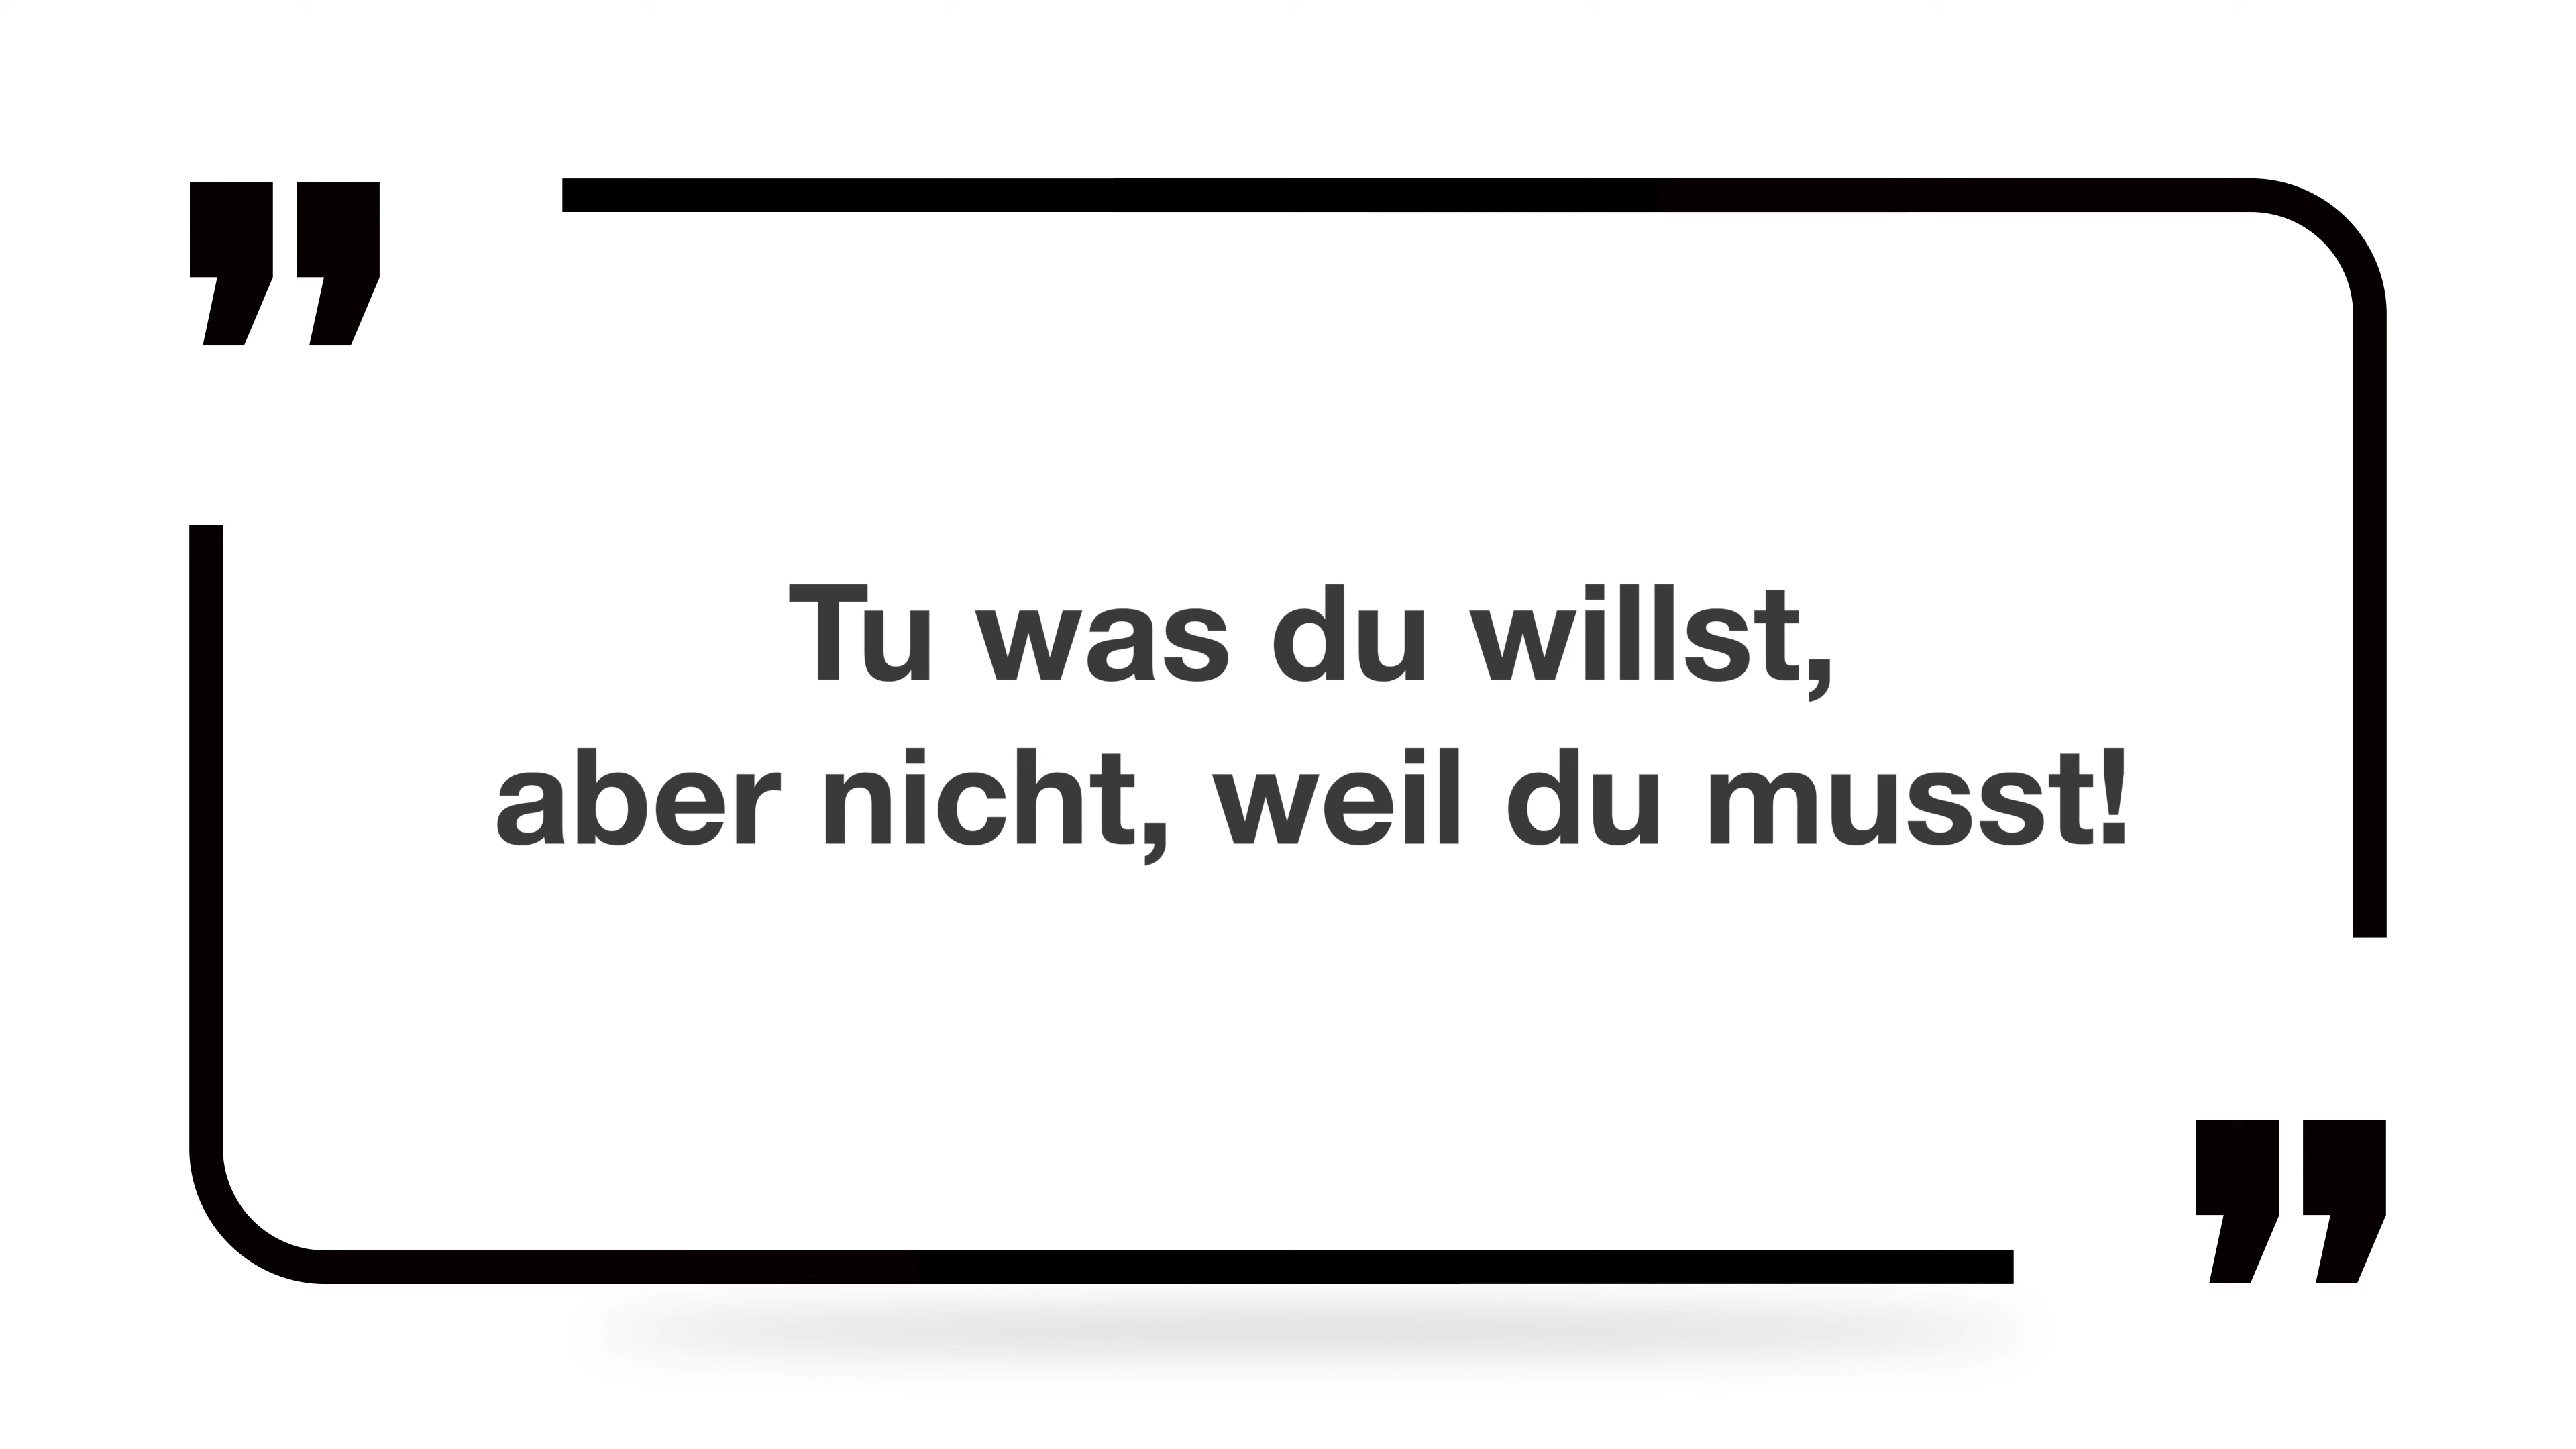 ”
Tu was du willst,
aber nicht, weil du musst!
”